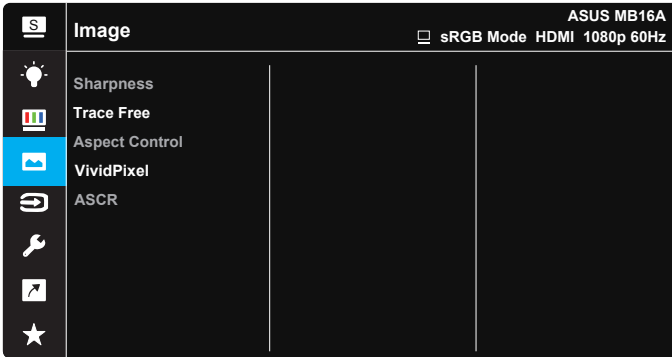 S
Image
ASUS MB16A
sRGB Mode HDMI 1080p 60Hz
Sharpness
Trace Free
Aspect Control
VividPixel
ASCR